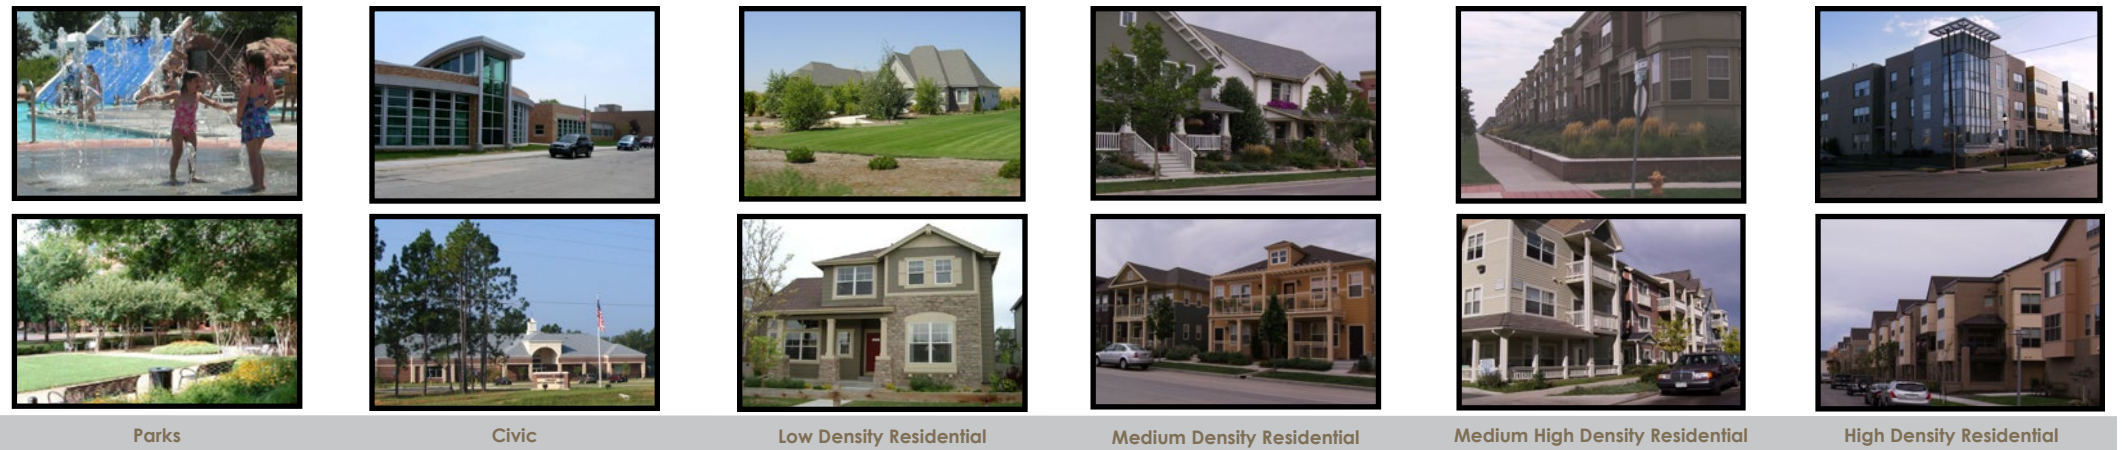 Parks
Civic
Low Density Residential
Medium Density Residential
Medium High Density Residential
High Density Residential